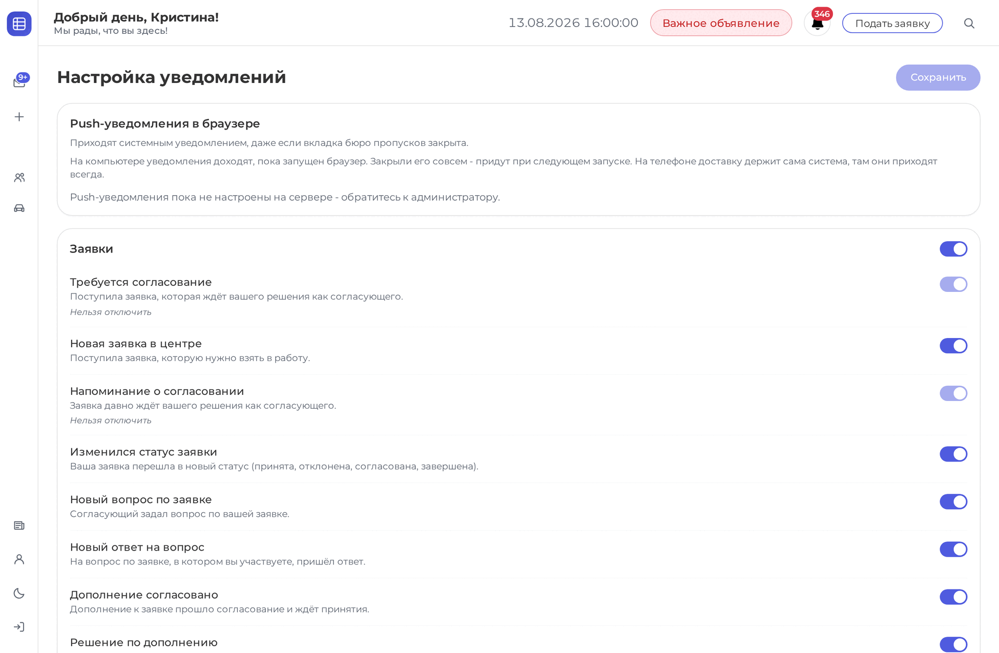 Добрый день, Кристина!
Мы рады, что вы здесь!
13.08.2026 16:00:00
Важное объявление
346
Подать заявку
9+
Настройка уведомлений
Сохранить
Push-уведомления в браузере
Приходят системным уведомлением, даже если вкладка бюро пропусков закрыта.
На компьютере уведомления доходят, пока запущен браузер. Закрыли его совсем - придут при следующем запуске. На телефоне доставку держит сама система, там они приходят
всегда.
Push-уведомления пока не настроены на сервере - обратитесь к администратору.
Заявки
Требуется согласование
Поступила заявка, которая ждёт вашего решения как согласующего.
Нельзя отключить
Новая заявка в центре
Поступила заявка, которую нужно взять в работу.
Напоминание о согласовании
Заявка давно ждёт вашего решения как согласующего.
Нельзя отключить
Изменился статус заявки
Ваша заявка перешла в новый статус (принята, отклонена, согласована, завершена).
Новый вопрос по заявке
Согласующий задал вопрос по вашей заявке.
Новый ответ на вопрос
На вопрос по заявке, в котором вы участвуете, пришёл ответ.
Дополнение согласовано
Дополнение к заявке прошло согласование и ждёт принятия.
Решение по дополнению